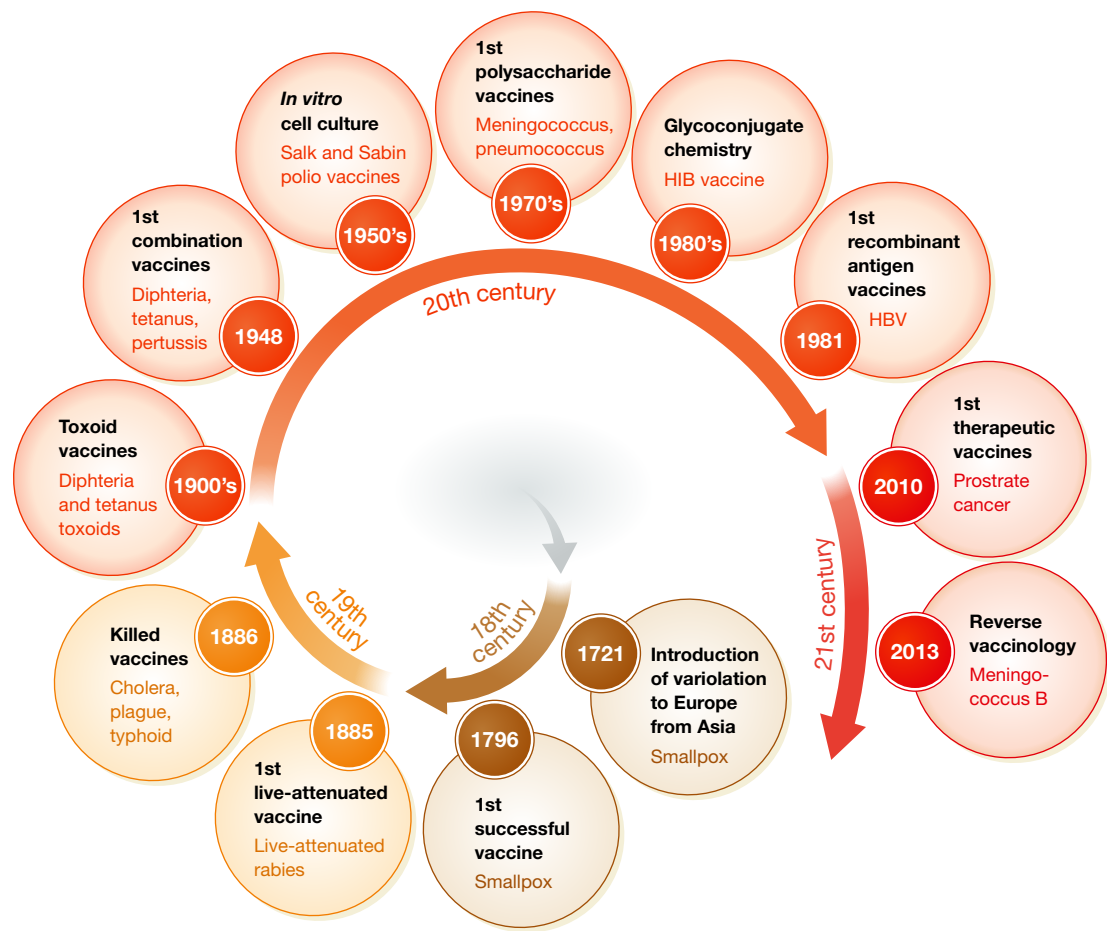 18th
century
1721
Introduction
of variolation
to Europe
from Asia
Smallpox
1796
1st
successful
vaccine
Smallpox
19th
century
1885
1st
live-attenuated
vaccine
Live-attenuated
rabies
1886
Killed
vaccines
Cholera,
plague,
typhoid
20th century
1900's
Toxoid
vaccines
Diphteria
and tetanus
toxoids
1948
1st
combination
vaccines
Diphteria,
tetanus,
pertussis
1950's
In vitro
cell culture
Salk and Sabin
polio vaccines
1970's
1st
polysaccharide
vaccines
Meningococcus,
pneumococcus
1980's
Glycoconjugate
chemistry
HIB vaccine
1981
1st
recombinant
antigen
vaccines
HBV
21st century
2010
1st
therapeutic
vaccines
Prostrate
cancer
2013
Reverse
vaccinology
Meningo-
coccus B